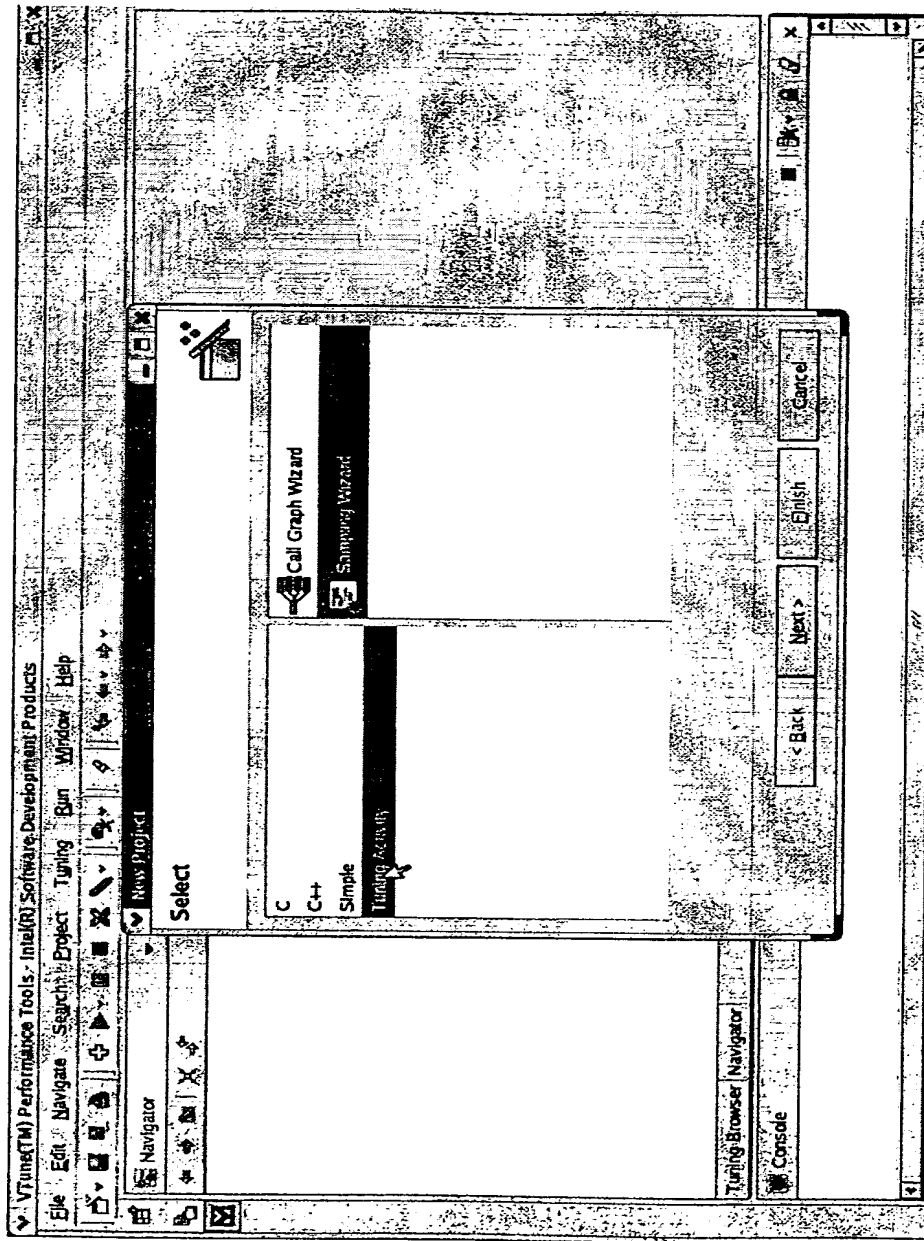 VTune(TM) Performance Tools - Intel(R) Software Development Products
File Edit Navigate Search Project Tuning Run Window Help
Navigator
New Project
Select
C
C++
Simple
Tuning Activity
Call Graph Wizard
Sampling Wizard
< Back Next > Finish Cancel
Tuning Browser Navigator
Console